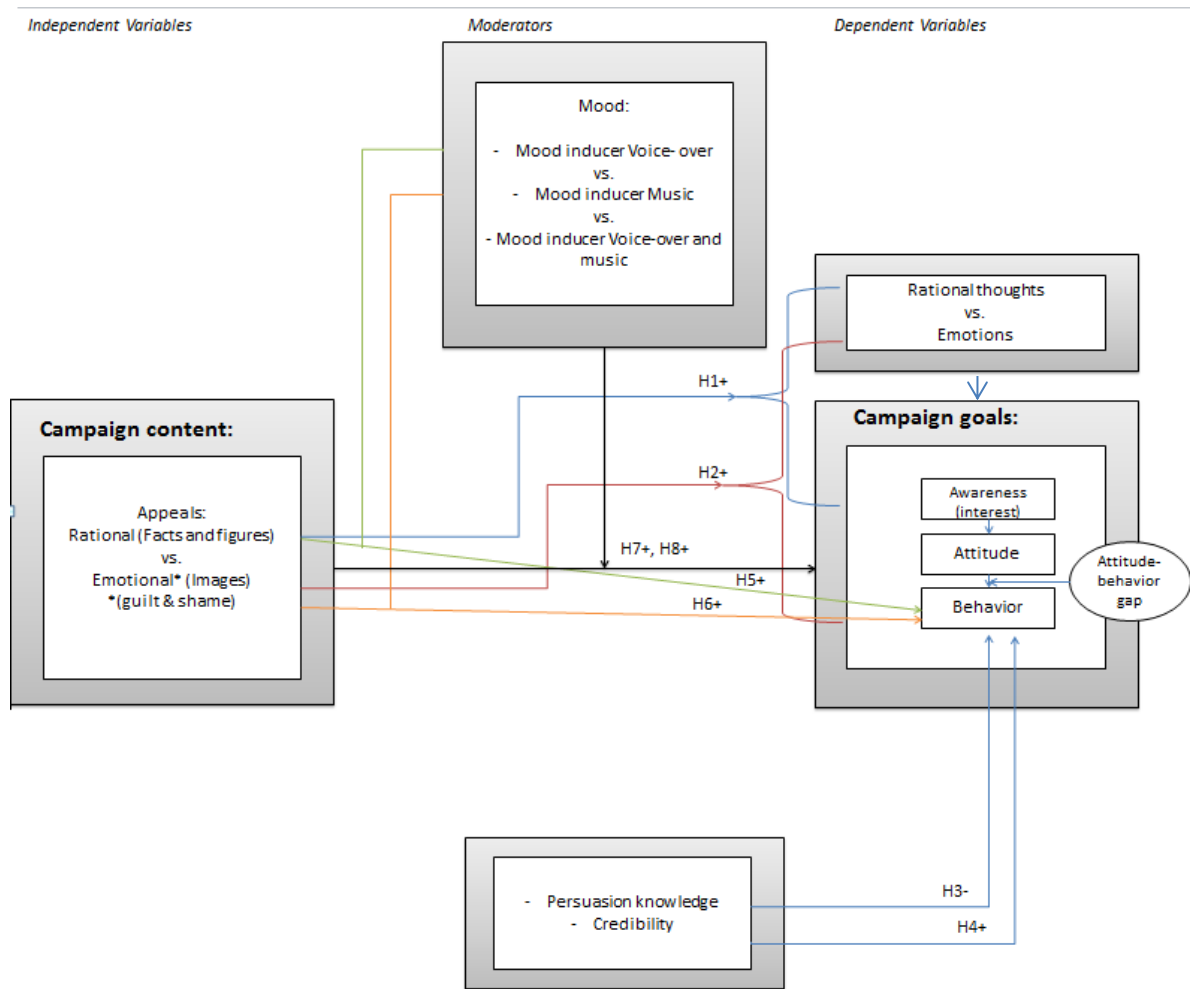 Independent Variables
Moderators
Dependent Variables
Mood:
- Mood inducer Voice- over
vs.
- Mood inducer Music
vs.
- Mood inducer Voice-over and
music
Rational thoughts
vs.
Emotions
H1+
Campaign content:
Appeals:
Rational (Facts and figures)
vs.
Emotional* (Images)
*(guilt & shame)
H2+
H7+, H8+
H5+
H6+
Campaign goals:
Awareness
(interest)
Attitude
Behavior
Attitude-
behavior
gap
- Persuasion knowledge
- Credibility
H3-
H4+